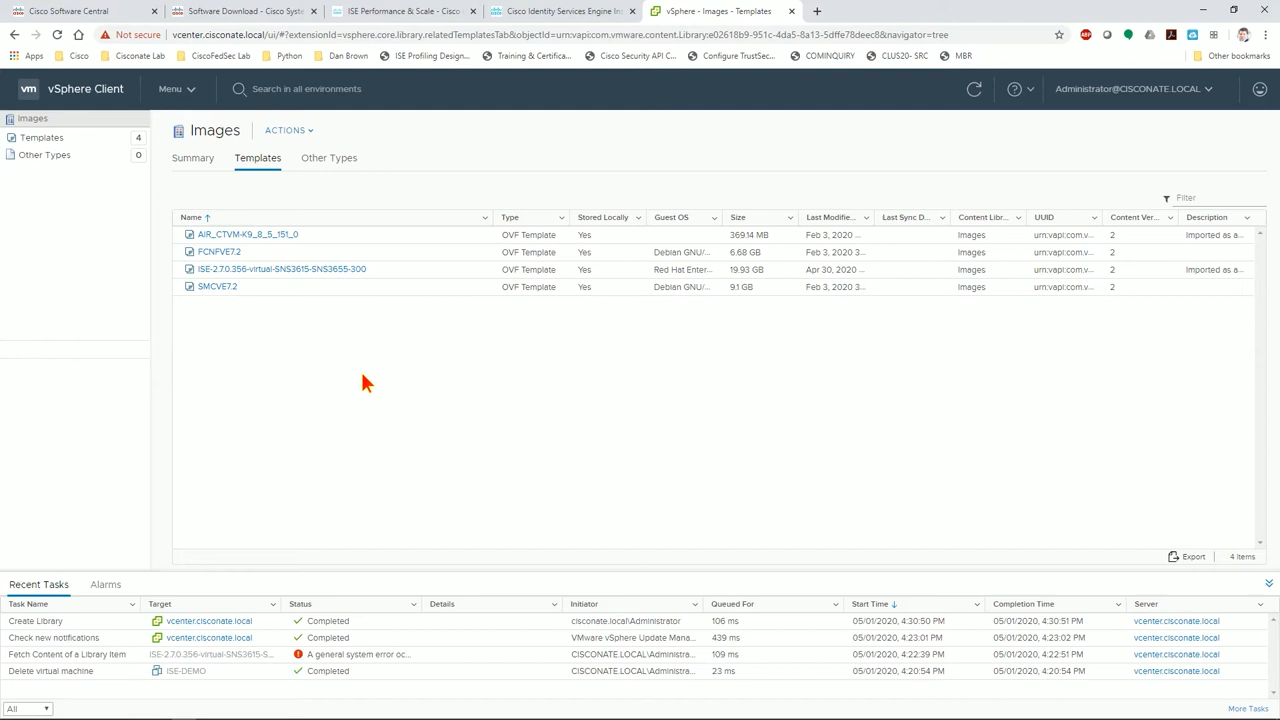 Cisco Software Central
Software Download - Cisco Syste
ISE Performance & Scale - Cisco
Cisco Identity Services Engine In
vSphere - Images - Templates
Not secure
vcenter.cisconate.local/ui/#?extensionId=vsphere.core.library.relatedTemplatesTab&objectId=urn:vapi:com.vmware.content.Library:e02618b9-951c-4da5-8a13-5dffe78deec8&navigator=tree
Apps Cisco Cisconate Lab CiscoFedSec Lab Python Dan Brown ISE Profiling Design... Training & Certifica... Cisco Security API C... Configure TrustSec... COMINQUIRY CLUS20- SRC MBR Other bookmarks
vm vSphere Client Menu Search in all environments Administrator@CISCONATE.LOCAL
Images
Templates 4
Other Types 0
Images ACTIONS
Summary Templates Other Types
Filter
Name Type Stored Locally Guest OS Size Last Modifie... Last Sync D... Content Libr... UUID Content Ver... Description
AIR_CTVM-K9_8_5_151_0 OVF Template Yes 369.14 MB Feb 3, 2020 ... Images urn:vapi:com.v... 2 Imported as a...
FCNFVE7.2 OVF Template Yes Debian GNU/... 6.68 GB Feb 3, 2020 3... Images urn:vapi:com.v... 2
ISE-2.7.0.356-virtual-SNS3615-SNS3655-300 OVF Template Yes Red Hat Enter... 19.93 GB Apr 30, 2020 ... Images urn:vapi:com.v... 2 Imported as a...
SMCVE7.2 OVF Template Yes Debian GNU/... 9.1 GB Feb 3, 2020 3... Images urn:vapi:com.v... 2
Export 4 items
Recent Tasks Alarms
Task Name Target Status Details Initiator Queued For Start Time Completion Time Server
Create Library vcenter.cisconate.local Completed cisconate.local\Administrator 106 ms 05/01/2020, 4:30:50 PM 05/01/2020, 4:30:51 PM vcenter.cisconate.local
Check new notifications vcenter.cisconate.local Completed VMware vSphere Update Mana... 439 ms 05/01/2020, 4:23:01 PM 05/01/2020, 4:23:02 PM vcenter.cisconate.local
Fetch Content of a Library Item ISE-2.7.0.356-virtual-SNS3615-S... A general system error oc... CISCONATE.LOCAL\Administra... 109 ms 05/01/2020, 4:22:39 PM 05/01/2020, 4:22:51 PM vcenter.cisconate.local
Delete virtual machine ISE-DEMO Completed CISCONATE.LOCAL\Administra... 23 ms 05/01/2020, 4:20:54 PM 05/01/2020, 4:20:54 PM vcenter.cisconate.local
All More Tasks